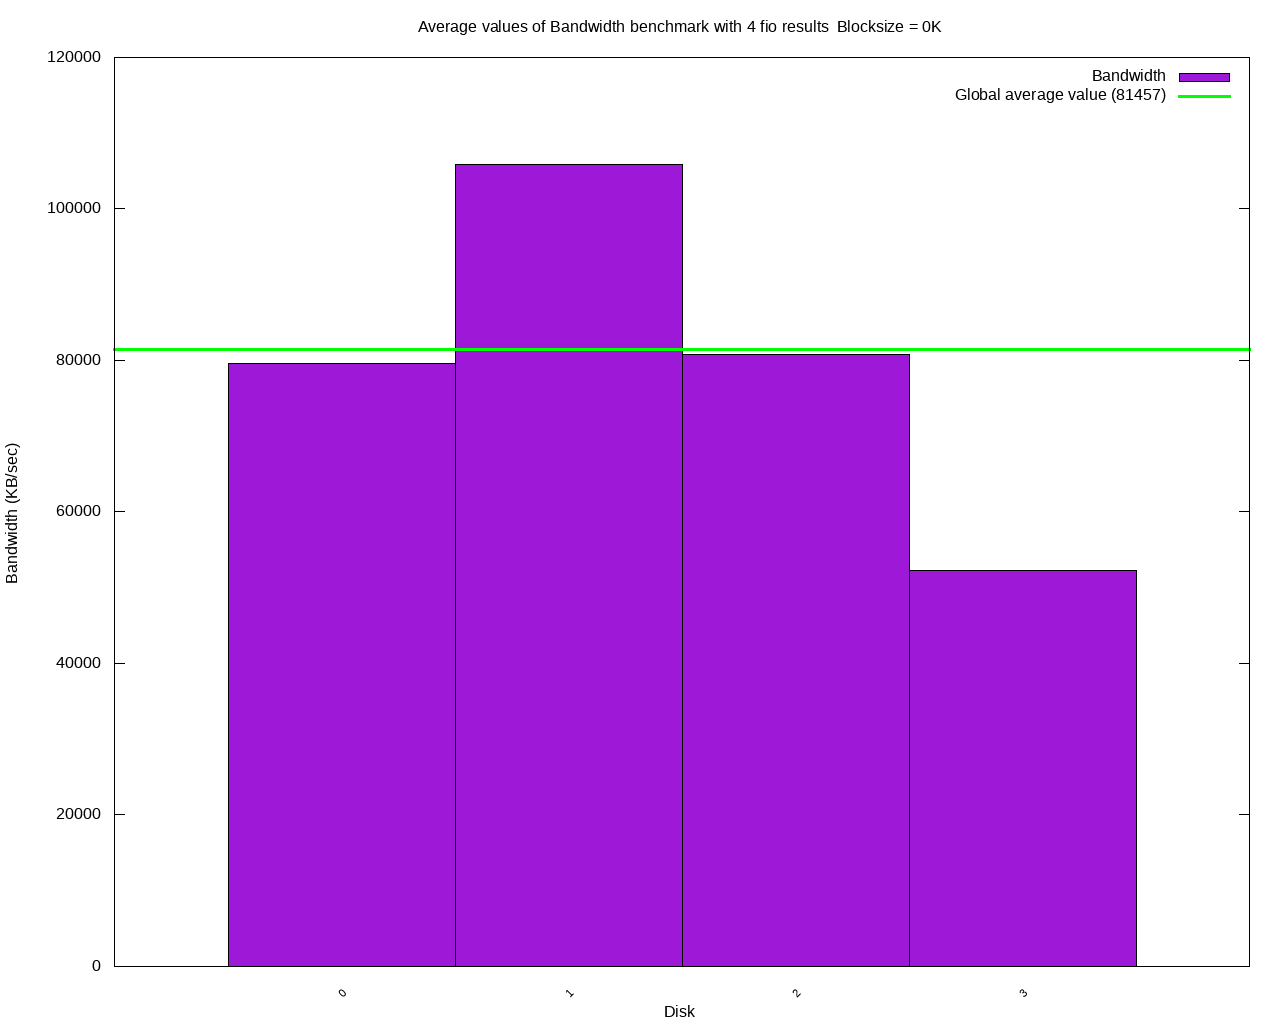 Average values of Bandwidth benchmark with 4 fio results  Blocksize = 0K
120000
100000
80000
60000
40000
20000
0
Bandwidth (KB/sec)
Bandwidth
Global average value (81457)
0
1
2
3
Disk